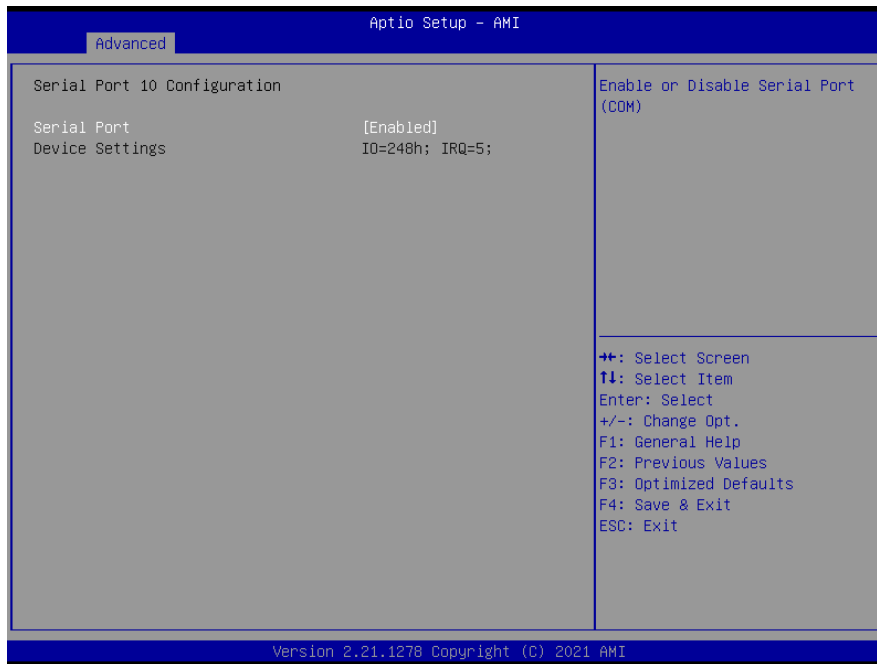 Aptio Setup – AMI
Advanced
Serial Port 10 Configuration
Serial Port [Enabled]
Device Settings IO=248h; IRQ=5;
Enable or Disable Serial Port
(COM)
→←: Select Screen
↑↓: Select Item
Enter: Select
+/-: Change Opt.
F1: General Help
F2: Previous Values
F3: Optimized Defaults
F4: Save & Exit
ESC: Exit
Version 2.21.1278 Copyright (C) 2021 AMI